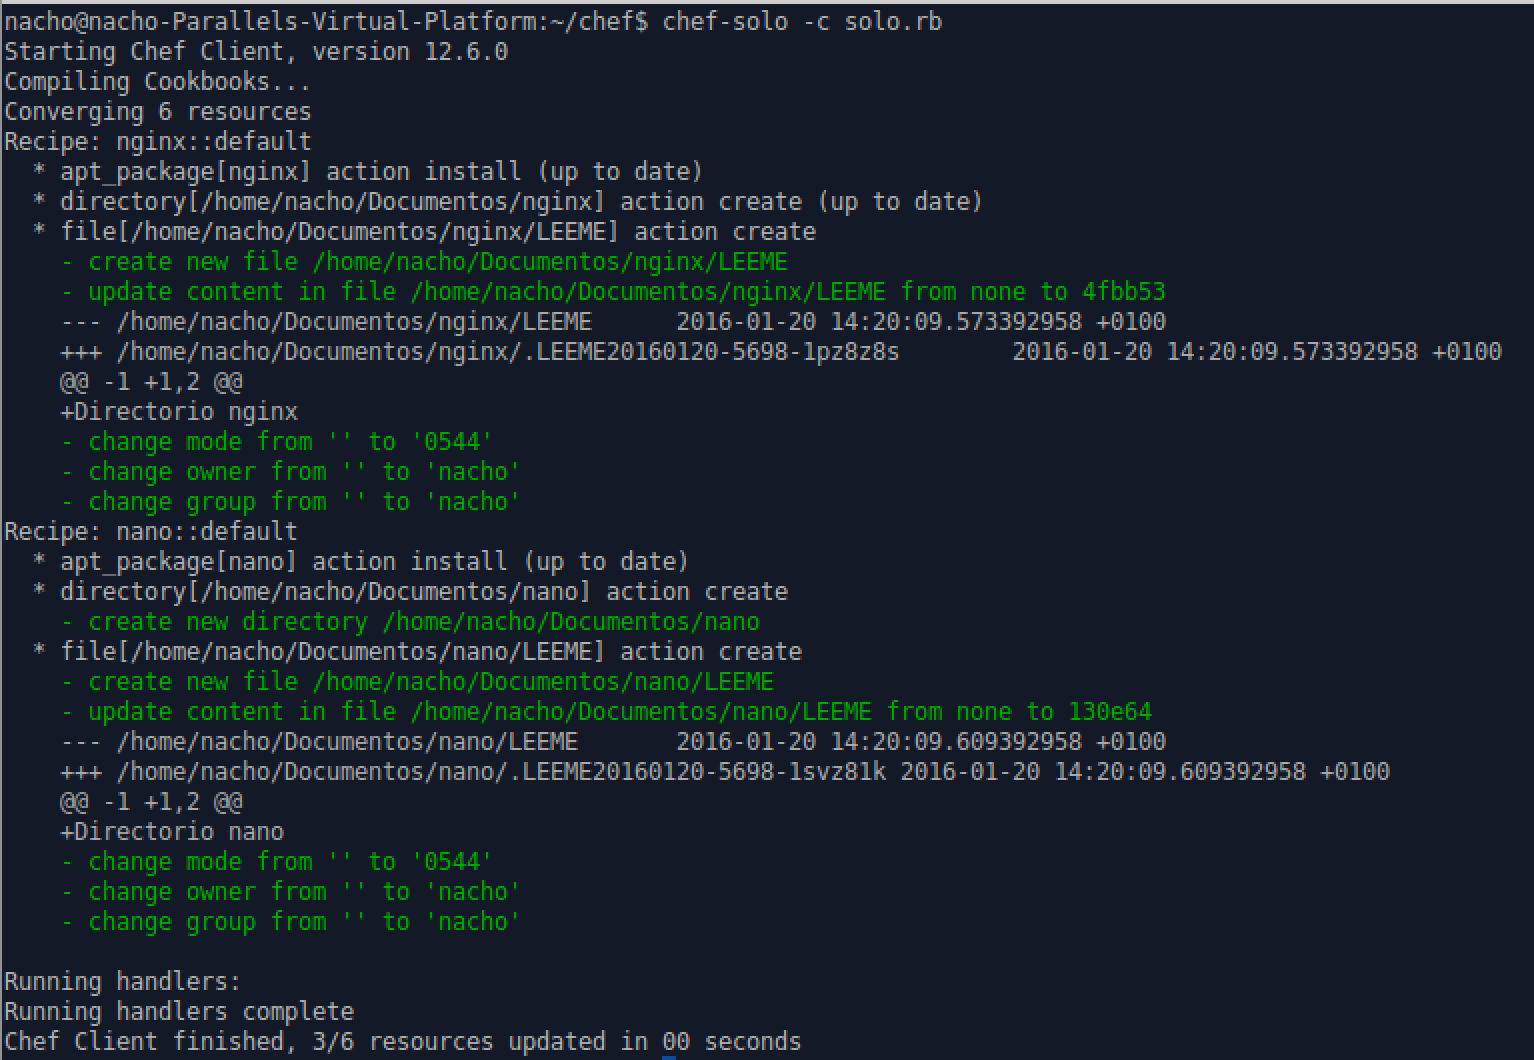 nacho@nacho-Parallels-Virtual-Platform:~/chef$ chef-solo -c solo.rb
Starting Chef Client, version 12.6.0
Compiling Cookbooks...
Converging 6 resources
Recipe: nginx::default
  * apt_package[nginx] action install (up to date)
  * directory[/home/nacho/Documentos/nginx] action create (up to date)
  * file[/home/nacho/Documentos/nginx/LEEME] action create
    - create new file /home/nacho/Documentos/nginx/LEEME
    - update content in file /home/nacho/Documentos/nginx/LEEME from none to 4fbb53
    --- /home/nacho/Documentos/nginx/LEEME      2016-01-20 14:20:09.573392958 +0100
    +++ /home/nacho/Documentos/nginx/.LEEME20160120-5698-1pz8z8s        2016-01-20 14:20:09.573392958 +0100
    @@ -1 +1,2 @@
    +Directorio nginx
    - change mode from '' to '0544'
    - change owner from '' to 'nacho'
    - change group from '' to 'nacho'
Recipe: nano::default
  * apt_package[nano] action install (up to date)
  * directory[/home/nacho/Documentos/nano] action create
    - create new directory /home/nacho/Documentos/nano
  * file[/home/nacho/Documentos/nano/LEEME] action create
    - create new file /home/nacho/Documentos/nano/LEEME
    - update content in file /home/nacho/Documentos/nano/LEEME from none to 130e64
    --- /home/nacho/Documentos/nano/LEEME       2016-01-20 14:20:09.609392958 +0100
    +++ /home/nacho/Documentos/nano/.LEEME20160120-5698-1svz81k 2016-01-20 14:20:09.609392958 +0100
    @@ -1 +1,2 @@
    +Directorio nano
    - change mode from '' to '0544'
    - change owner from '' to 'nacho'
    - change group from '' to 'nacho'

Running handlers:
Running handlers complete
Chef Client finished, 3/6 resources updated in 00 seconds